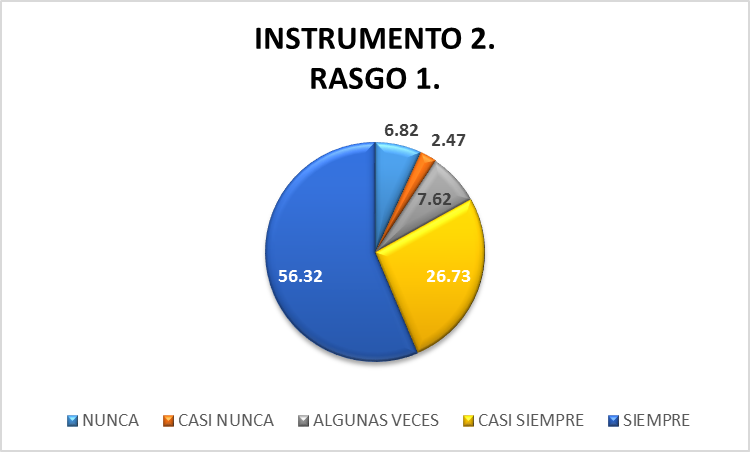 INSTRUMENTO 2.
RASGO 1.
6.82
2.47
7.62
26.73
56.32
NUNCA CASI NUNCA ALGUNAS VECES CASI SIEMPRE SIEMPRE